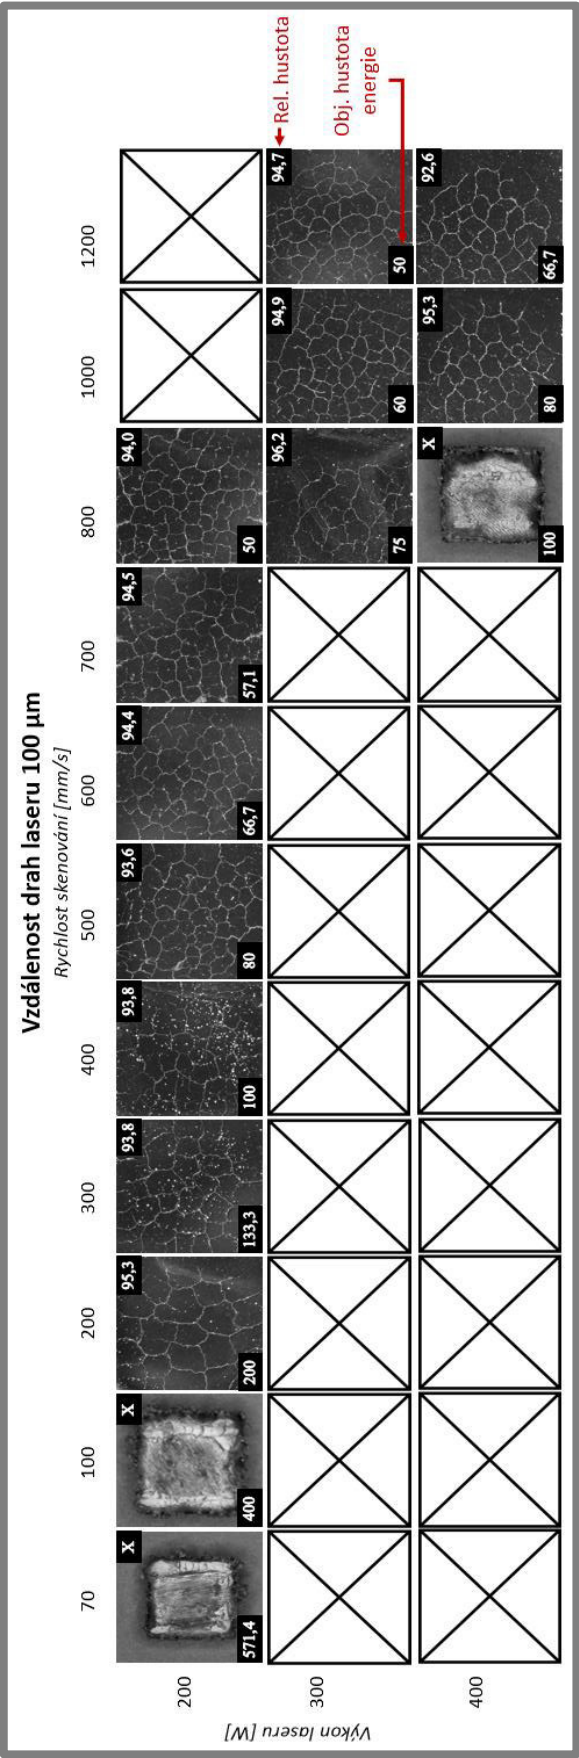 Vzdálenost drah laseru 100 µm
Rychlost skenování [mm/s]
70 100 200 300 400 500 600 700 800 1000 1200
Výkon laseru [W]
200
X X 95,3 93,8 93,8 93,6 94,4 94,5 94,0
571,4 400 200 133,3 100 80 66,7 57,1 50
300
96,2 94,9 94,7
75 60 50
400
X 95,3 92,6
100 80 66,7
Rel. hustota
Obj. hustota
energie